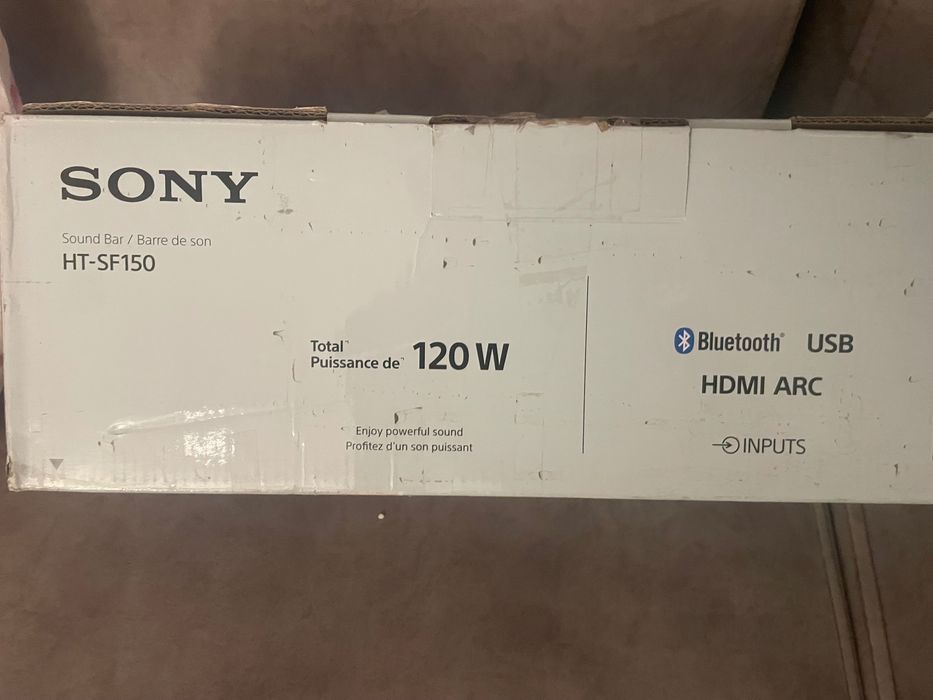 SONY
Sound Bar / Barre de son
HT-SF150
Total
Puissance de
120 W
Enjoy powerful sound
Profitez d'un son puissant
Bluetooth® USB
HDMI ARC
INPUTS